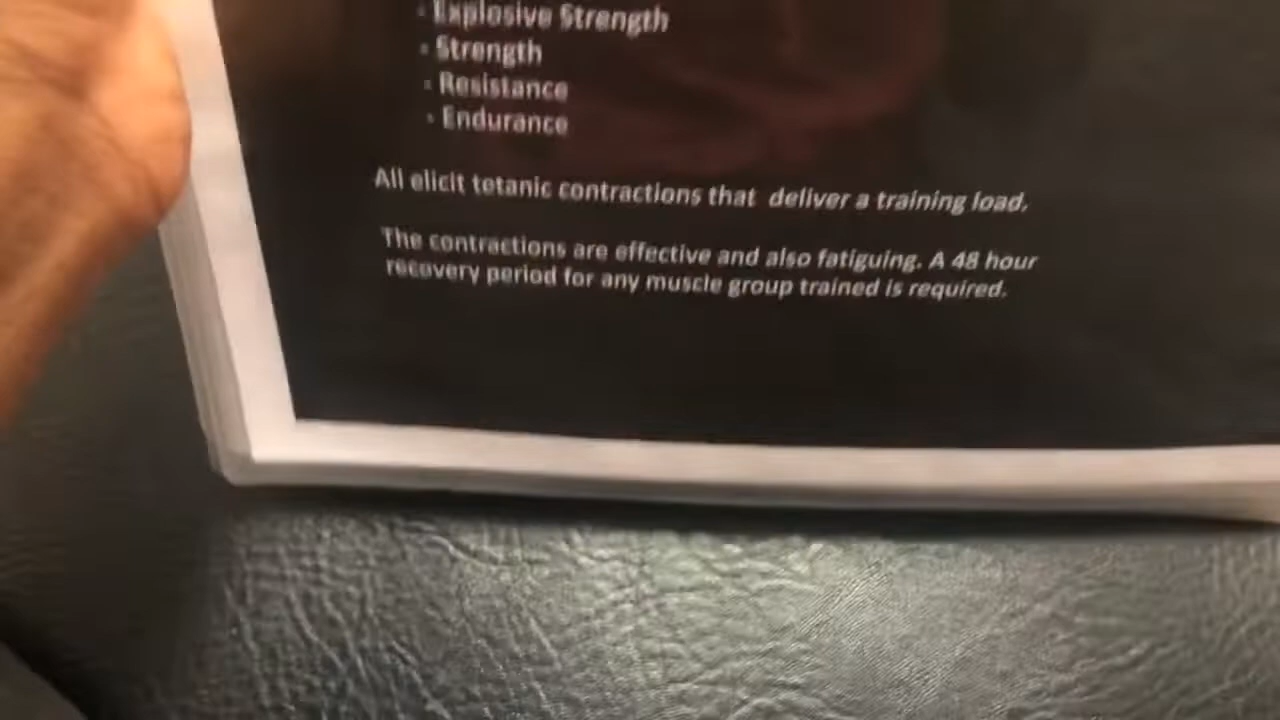 - Explosive Strength
- Strength
- Resistance
- Endurance
All elicit tetanic contractions that deliver a training load.
The contractions are effective and also fatiguing. A 48 hour
recovery period for any muscle group trained is required.